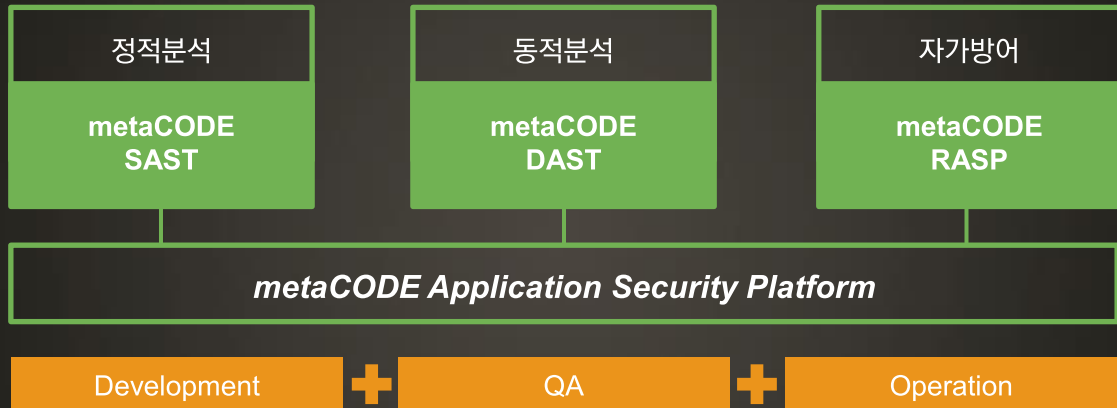 정적분석
동적분석
자가방어
metaCODE
SAST
metaCODE
DAST
metaCODE
RASP
metaCODE Application Security Platform
Development
QA
Operation